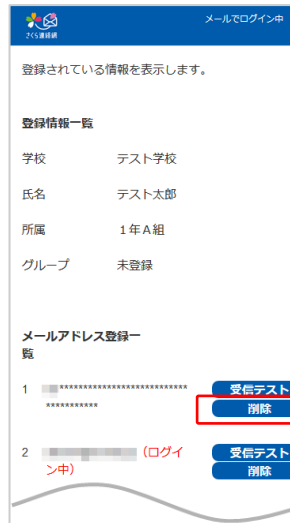 さくら連絡網
メールでログイン中
登録されている情報を表示します。
登録情報一覧
学校 テスト学校
氏名 テスト太郎
所属 1年A組
グループ 未登録
メールアドレス登録一
覧
1 **************************** 受信テスト
*********** 削除
2 (ログイ 受信テスト
ン中) 削除